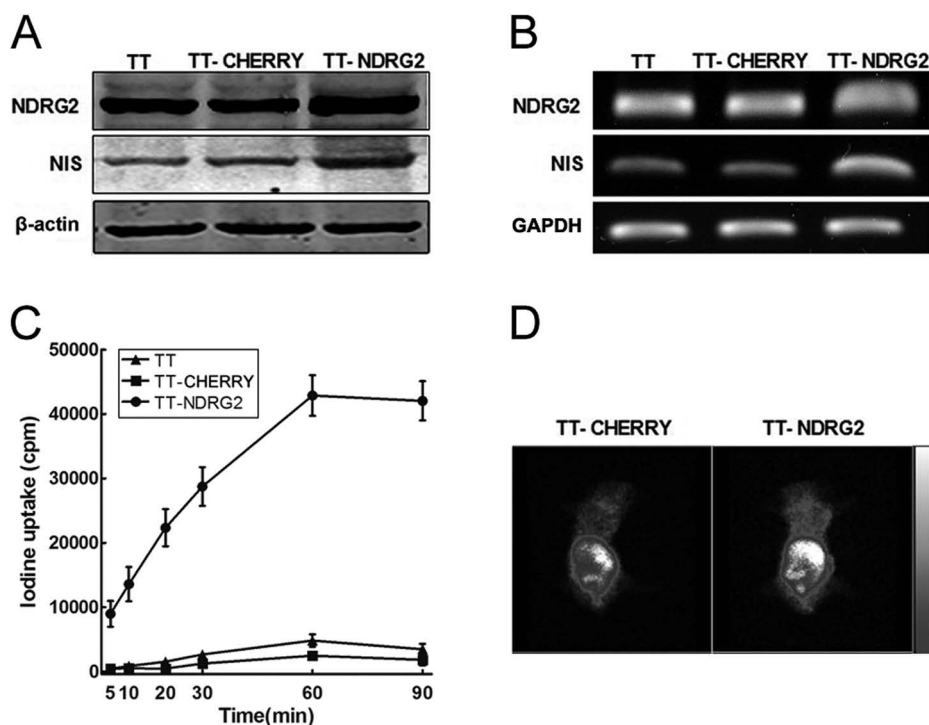 A
TT TT- CHERRY TT- NDRG2
NDRG2
NIS
β-actin
B
TT TT- CHERRY TT- NDRG2
NDRG2
NIS
GAPDH
C
50000
40000
30000
20000
10000
0
Iodine uptake (cpm)
TT
TT-CHERRY
TT-NDRG2
5 10 20 30 60 90
Time(min)
D
TT- CHERRY TT- NDRG2